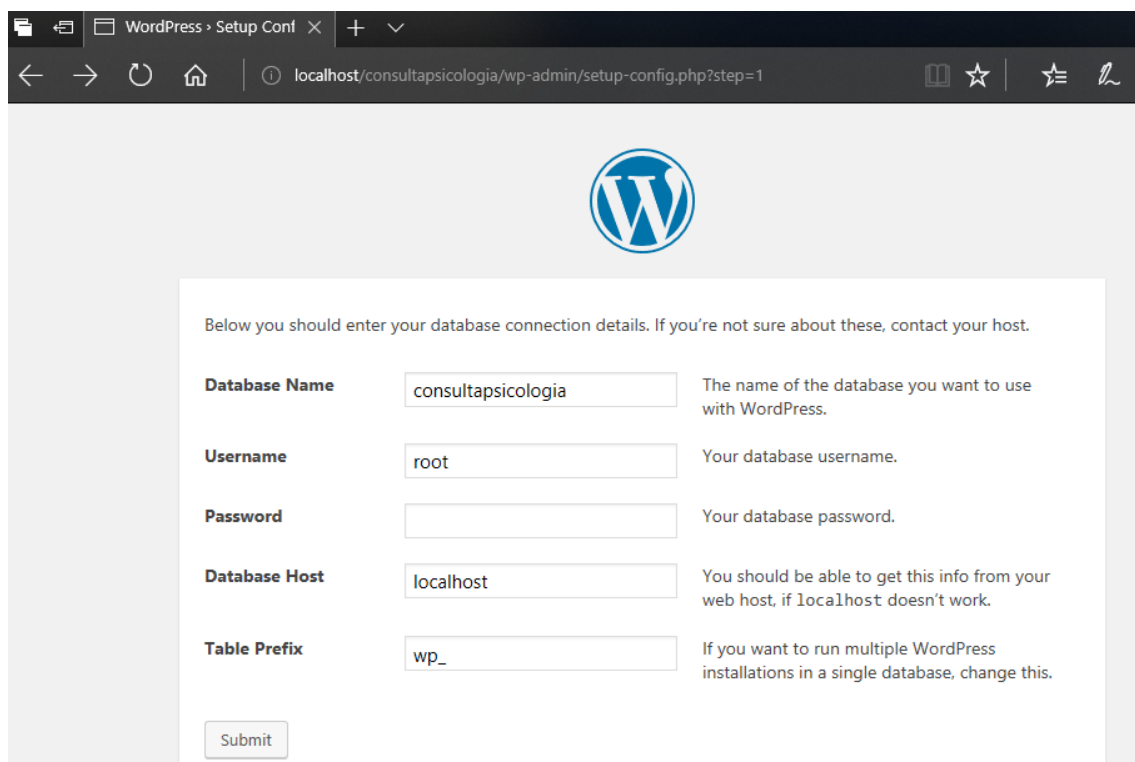 WordPress › Setup Conf
localhost/consultapsicologia/wp-admin/setup-config.php?step=1
Below you should enter your database connection details. If you’re not sure about these, contact your host.
Database Name
consultapsicologia
The name of the database you want to use
with WordPress.
Username
root
Your database username.
Password
Your database password.
Database Host
localhost
You should be able to get this info from your
web host, if localhost doesn’t work.
Table Prefix
wp_
If you want to run multiple WordPress
installations in a single database, change this.
Submit